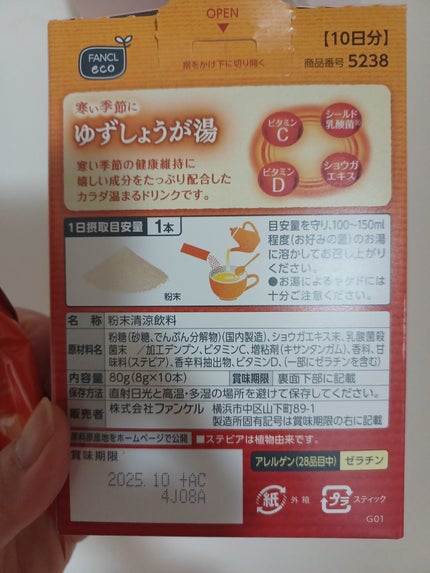 OPEN
指をかけ下に切り開く
FANCL
eco
【10日分】
商品番号 5238
寒い季節に
ゆずしょうが湯
寒い季節の健康維持に
嬉しい成分をたっぷり配合した
カラダ温まるドリンクです。
ビタミン
C
シールド
乳酸菌®
ビタミン
D
ショウガ
エキス
1日摂取目安量 1本
粉末
目安量を守り、100~150ml
程度(お好みの量)のお湯
に溶かしてお召し上がり
ください。
●お湯によるヤケドには
十分ご注意ください。
名 称 粉末清涼飲料
原材料名 粉糖(砂糖、でんぷん分解物)(国内製造)、ショウガエキス末、乳酸菌殺
菌末 /加工デンプン、ビタミンC、増粘剤(キサンタンガム)、香料、甘
味料(ステビア)、香辛料抽出物、ビタミンD、(一部にゼラチンを含む)
内容量 80g(8g×10本) 賞味期限 裏面下部に記載
保存方法 直射日光と高温・多湿の場所を避けて保存してください。
販売者 株式会社ファンケル 横浜市中区山下町89-1
製造所固有記号は賞味期限の右に記載
原料原産地をホームページで公開 ■ステビアは植物由来です。
賞味期限
2025.10 +AC
4J08A
アレルゲン(28品目中) ゼラチン
紙 外箱
プラ スティック
G01